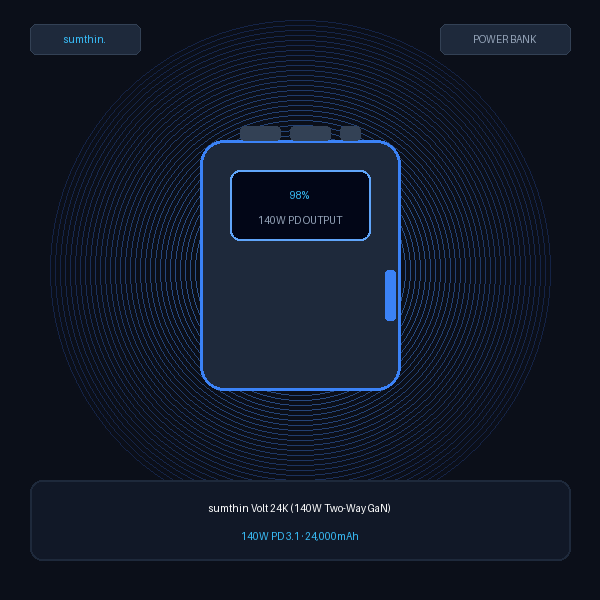 sumthin.
POWER BANK
98%
140W PD OUTPUT
sumthin Volt 24K (140W Two-Way GaN)
140W PD 3.1 · 24,000mAh